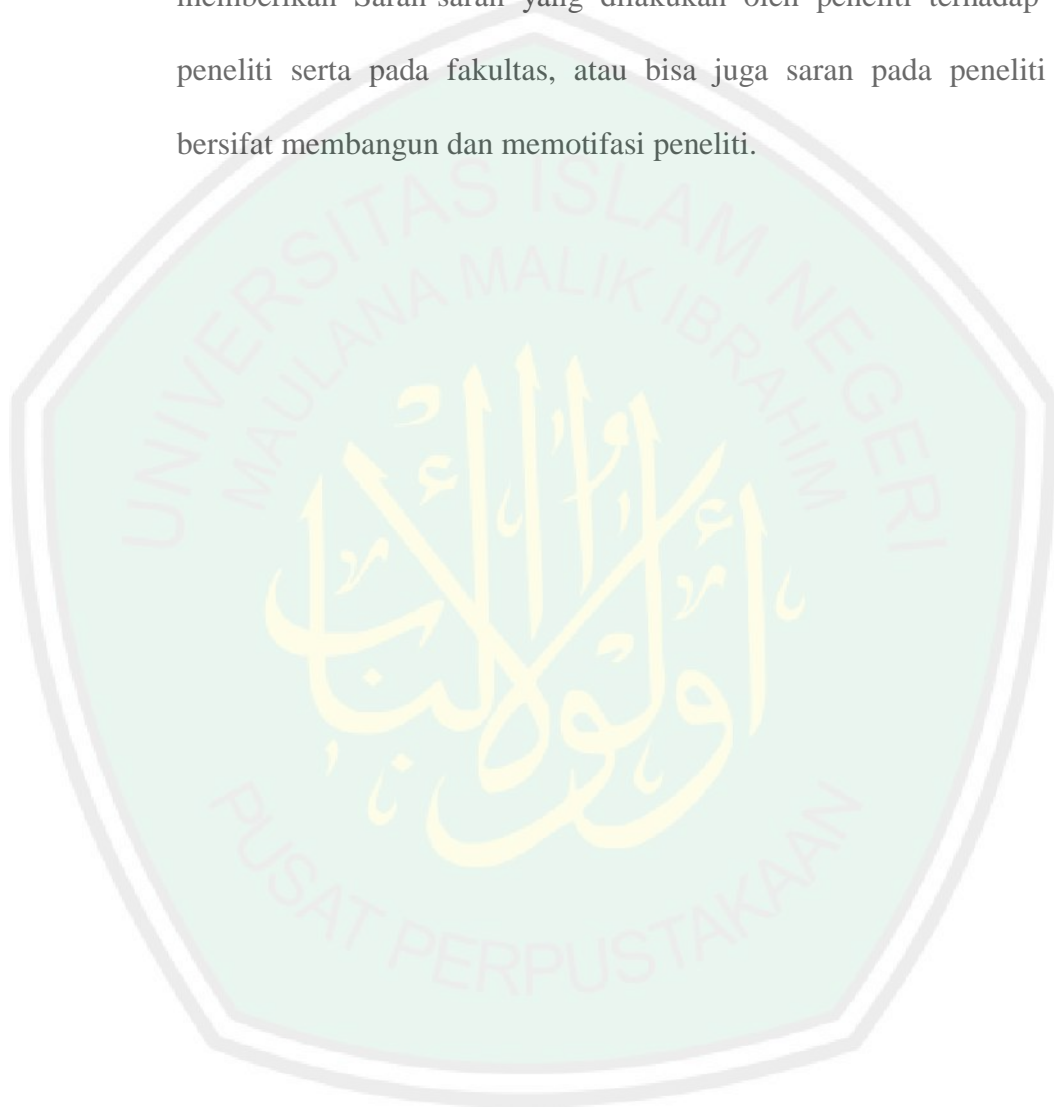 memberikan Saran-saran yang dilakukan oleh peneliti terhadap
peneliti serta pada fakultas, atau bisa juga saran pada peneliti
bersifat membangun dan memotifasi peneliti.
UNIVERSITAS ISLAM NEGERI
MAULANA MALIK IBRAHIM
أولوا الألباب
PUSAT PERPUSTAKAAN